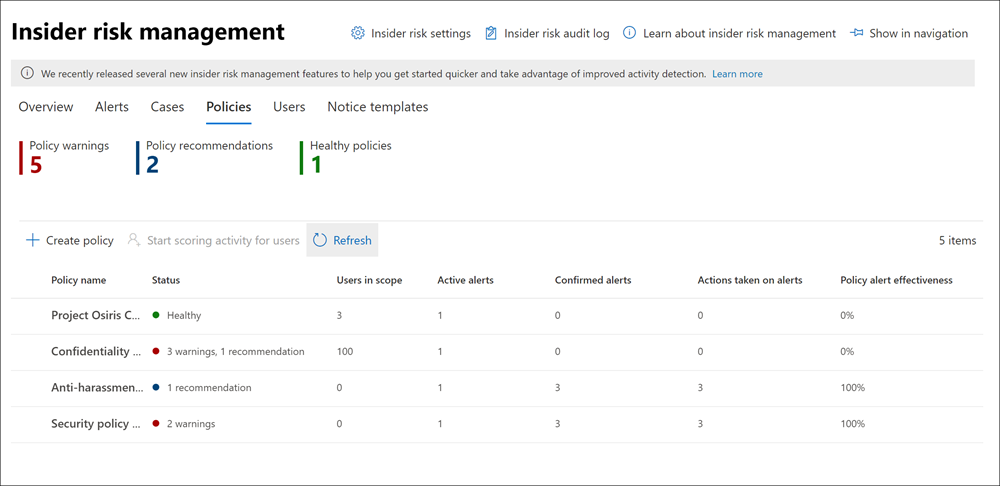 Insider risk management
Insider risk settings Insider risk audit log Learn about insider risk management Show in navigation
We recently released several new insider risk management features to help you get started quicker and take advantage of improved activity detection. Learn more
Overview Alerts Cases Policies Users Notice templates
Policy warnings Policy recommendations Healthy policies
5 2 1
Create policy Start scoring activity for users Refresh 5 items
Policy name Status Users in scope Active alerts Confirmed alerts Actions taken on alerts Policy alert effectiveness
Project Osiris C... Healthy 3 1 0 0 0%
Confidentiality ... 3 warnings, 1 recommendation 100 1 0 0 0%
Anti-harassmen... 1 recommendation 0 1 3 3 100%
Security policy ... 2 warnings 0 1 3 3 100%